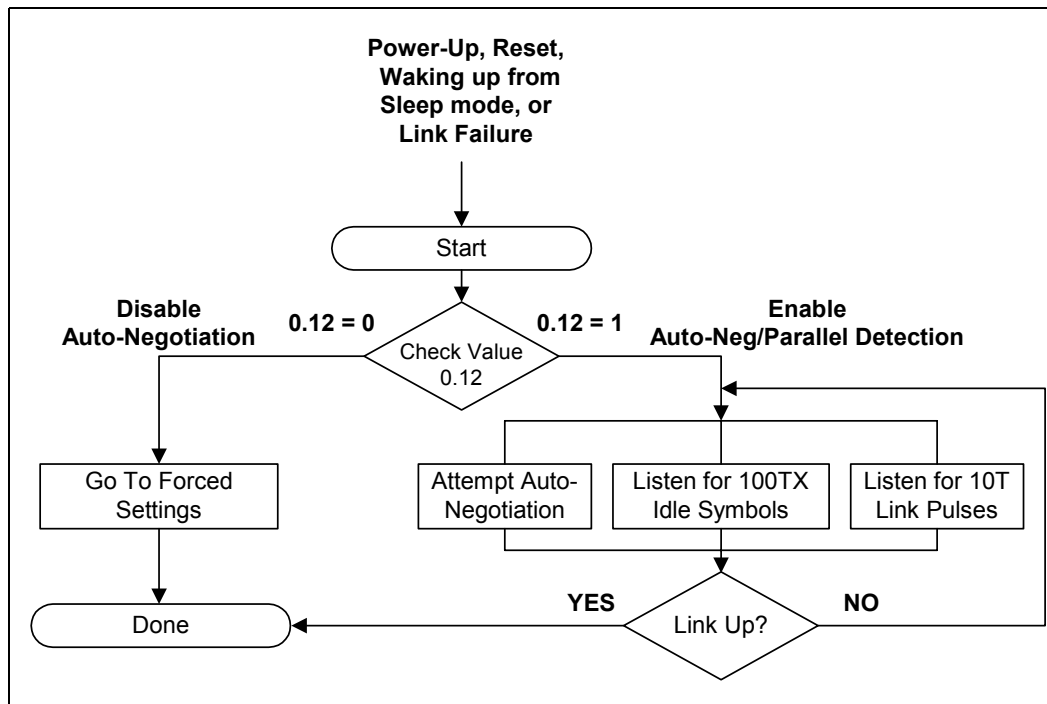 Power-Up, Reset,
Waking up from
Sleep mode, or
Link Failure
Start
Disable
Auto-Negotiation
0.12 = 0
0.12 = 1
Enable
Auto-Neg/Parallel Detection
Check Value
0.12
Go To Forced
Settings
Attempt Auto-
Negotiation
Listen for 100TX
Idle Symbols
Listen for 10T
Link Pulses
YES
NO
Done
Link Up?